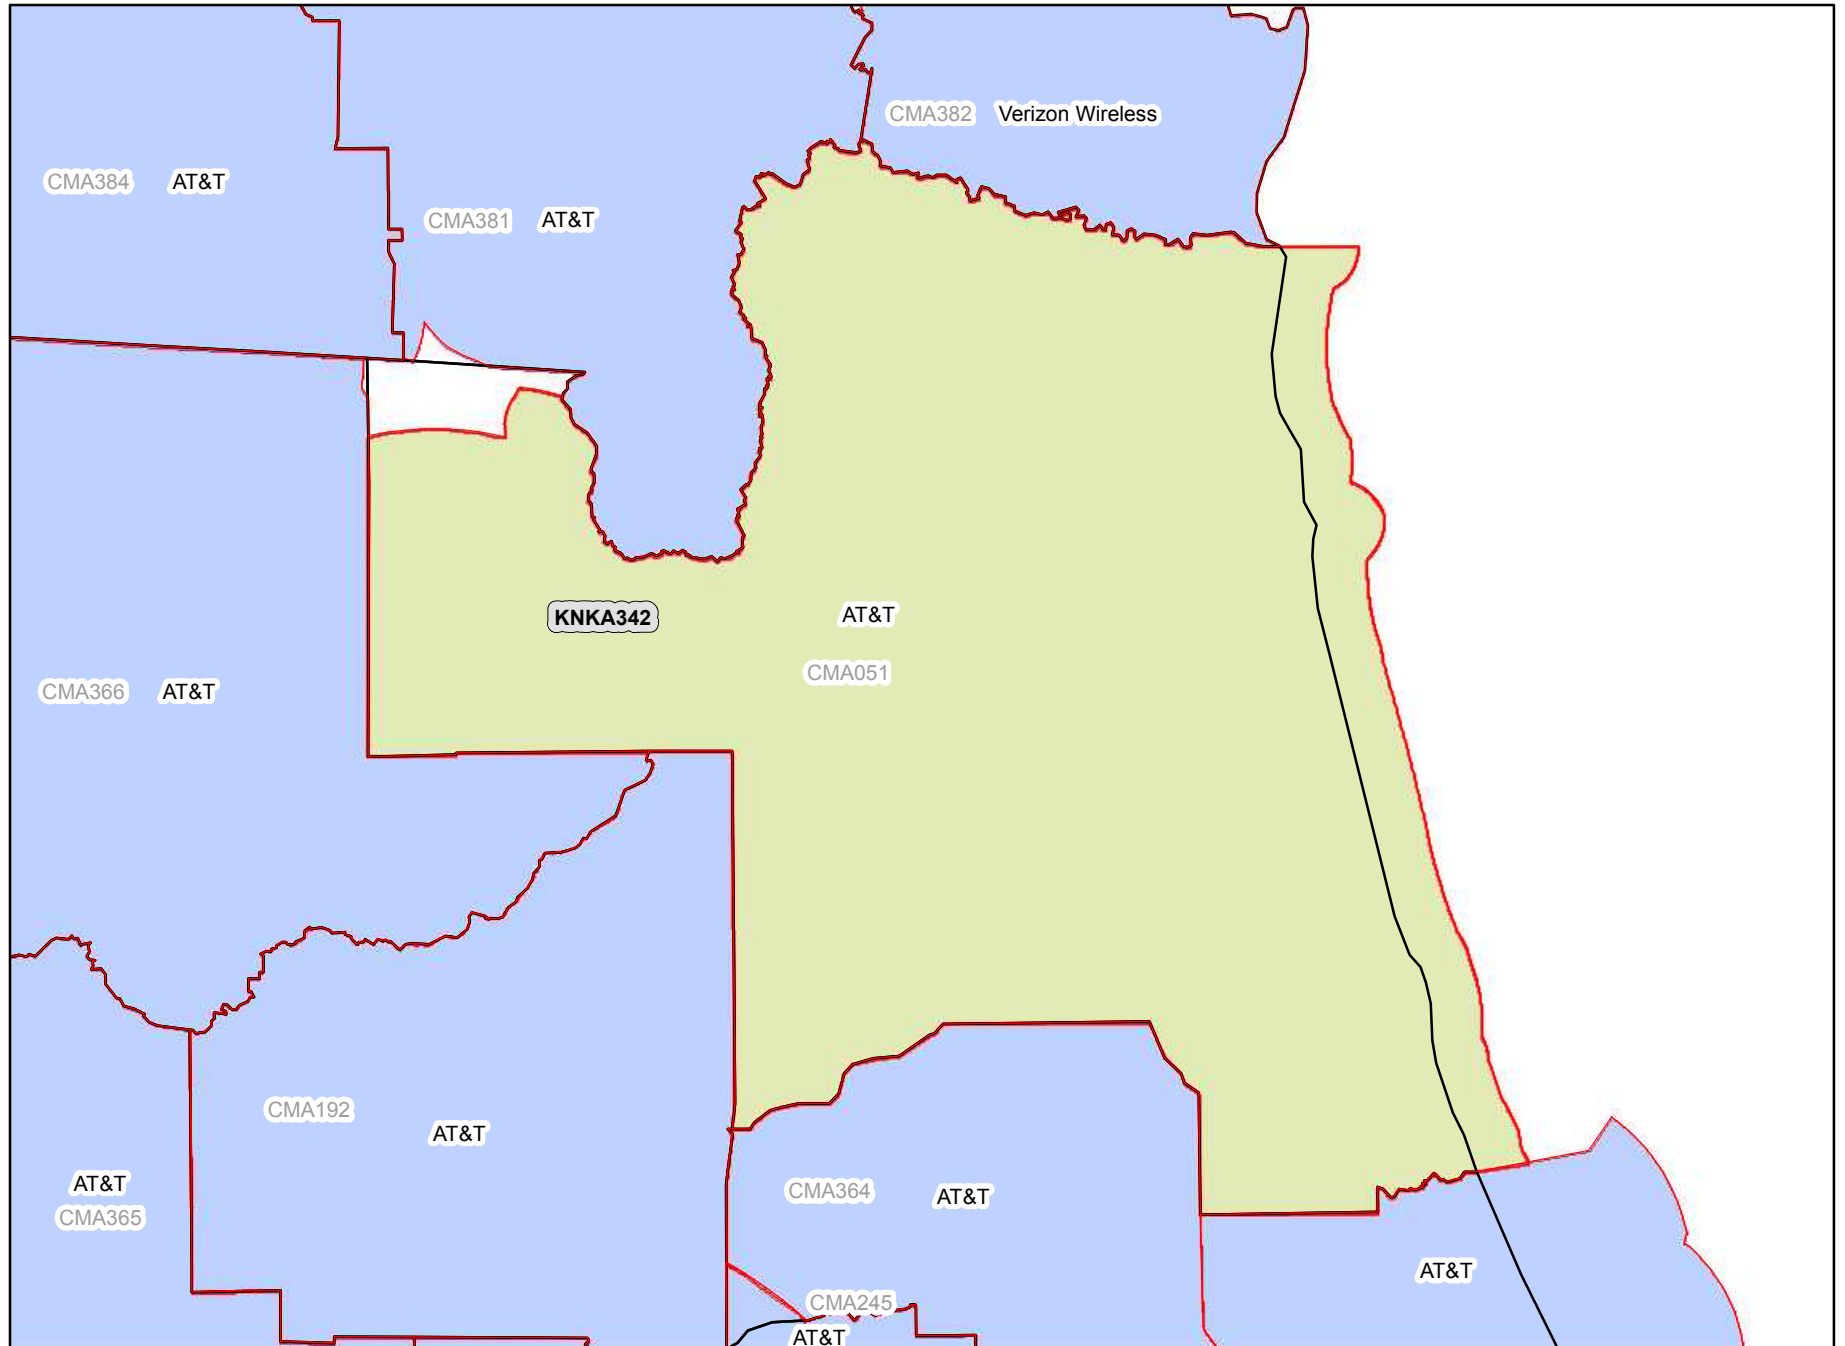 CMA382 Verizon Wireless
CMA384 AT&T
CMA381 AT&T
KNKA342
AT&T
CMA051
CMA366 AT&T
CMA192
AT&T
AT&T
CMA365
CMA364 AT&T
AT&T
CMA245
AT&T